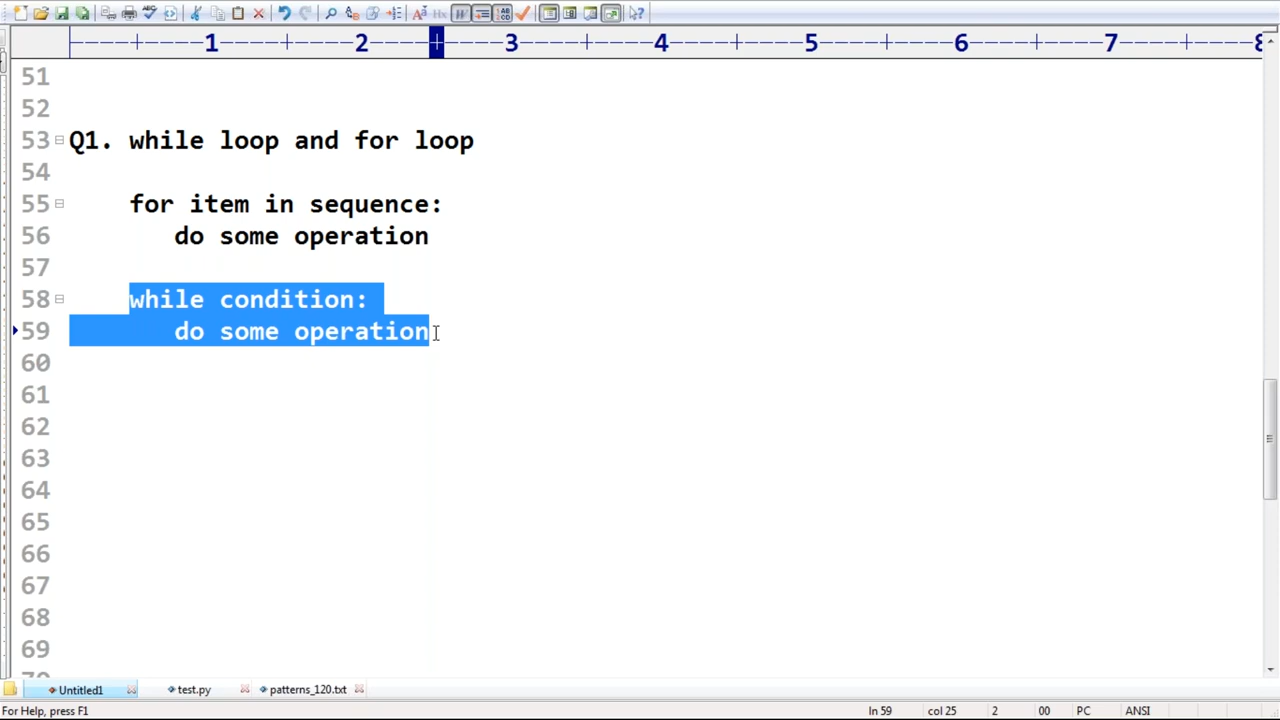 1 2 3 4 5 6 7 8
51
52
53 Q1. while loop and for loop
54
55 for item in sequence:
56 do some operation
57
58 while condition:
59 do some operation
60
61
62
63
64
65
66
67
68
69
Untitled1 test.py patterns_120.txt
For Help, press F1 ln 59 col 25 2 00 PC ANSI